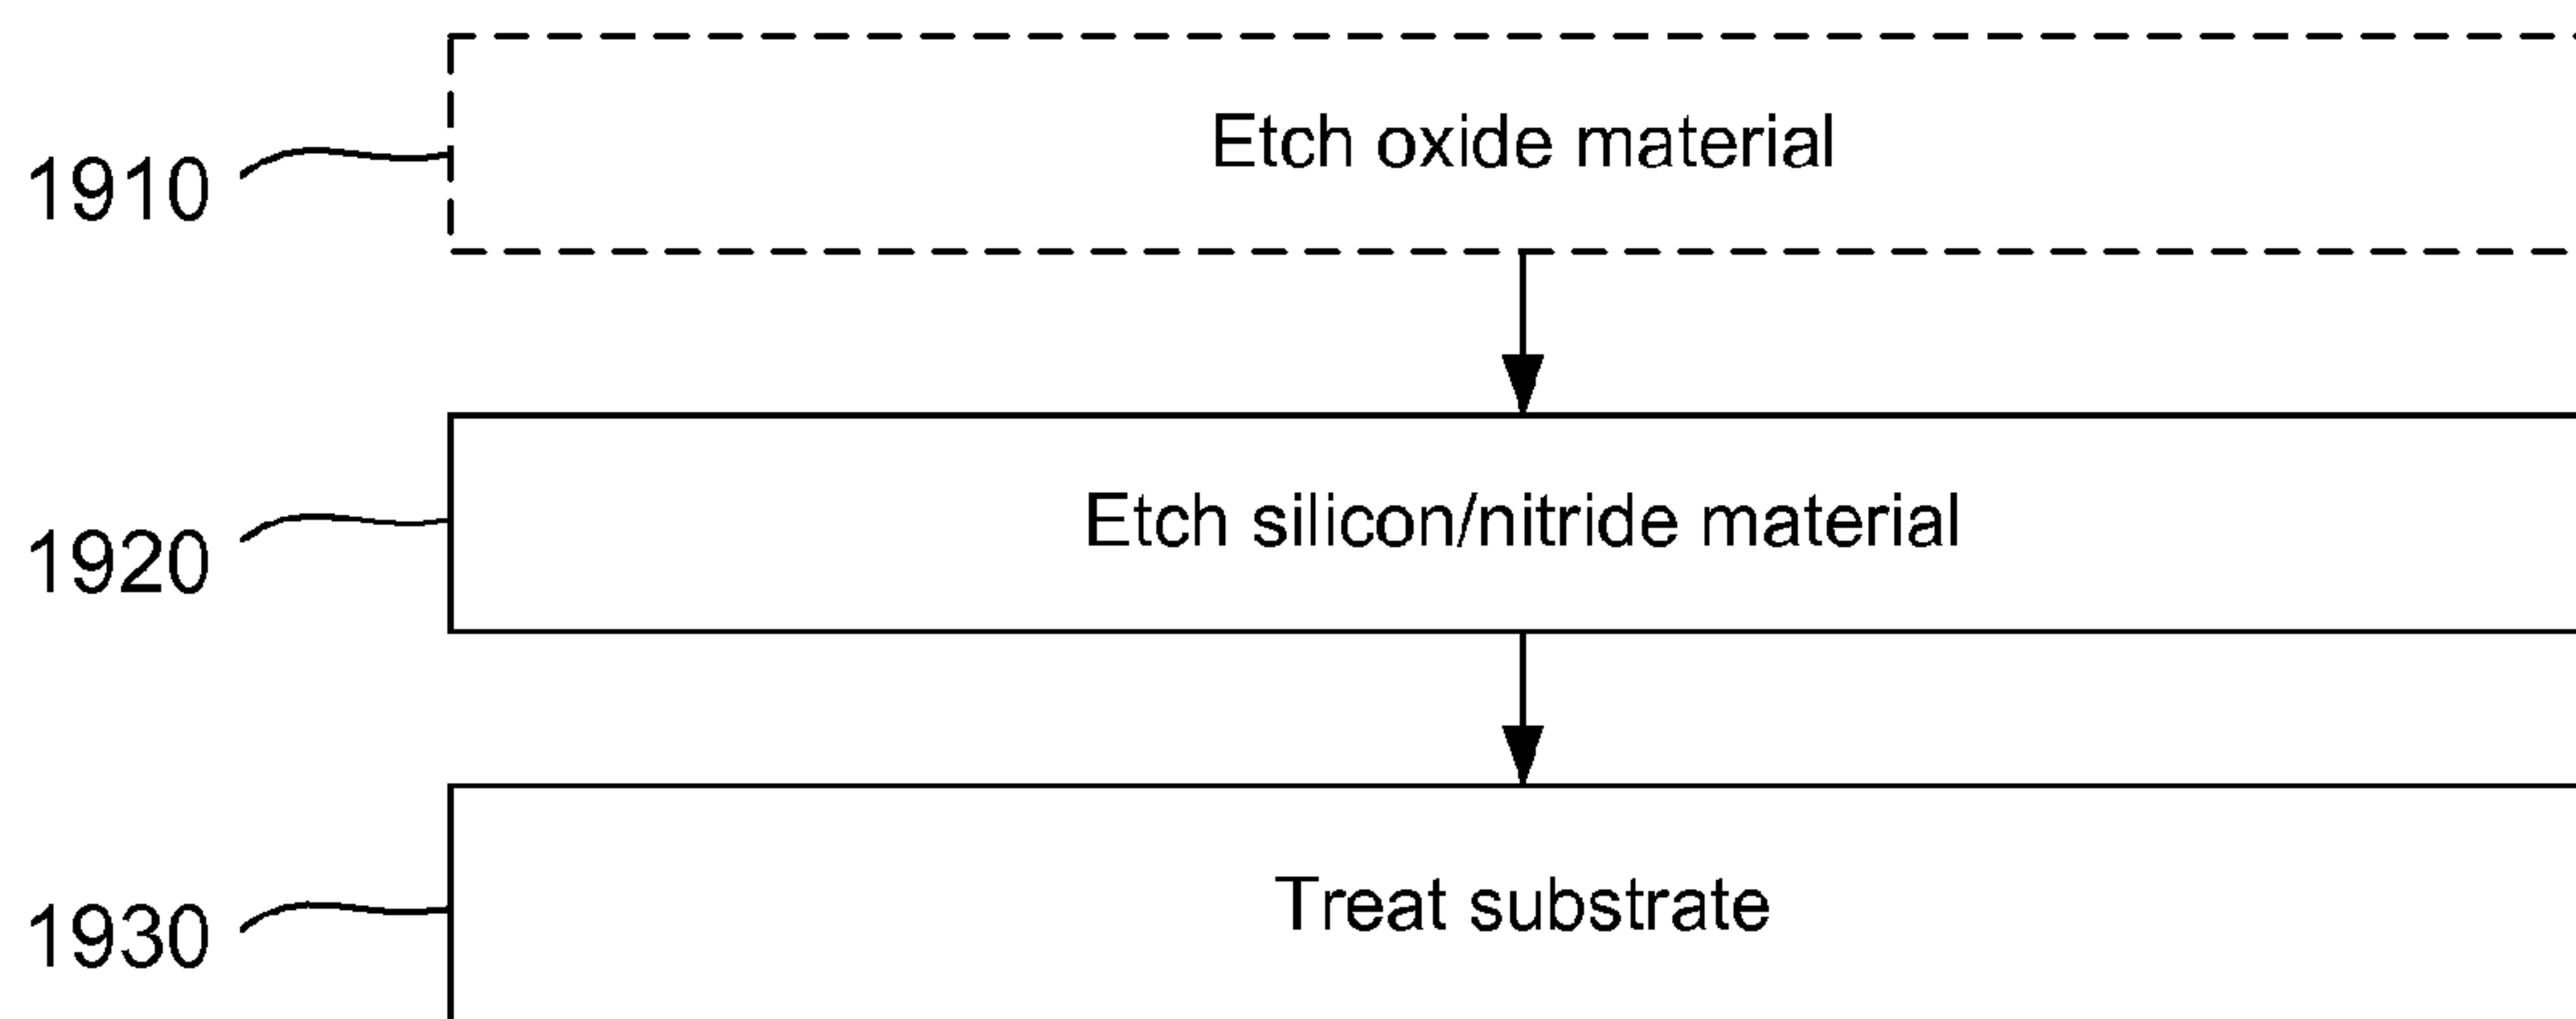 Etch oxide material
1910
Etch silicon/nitride material
1920
Treat substrate
1930